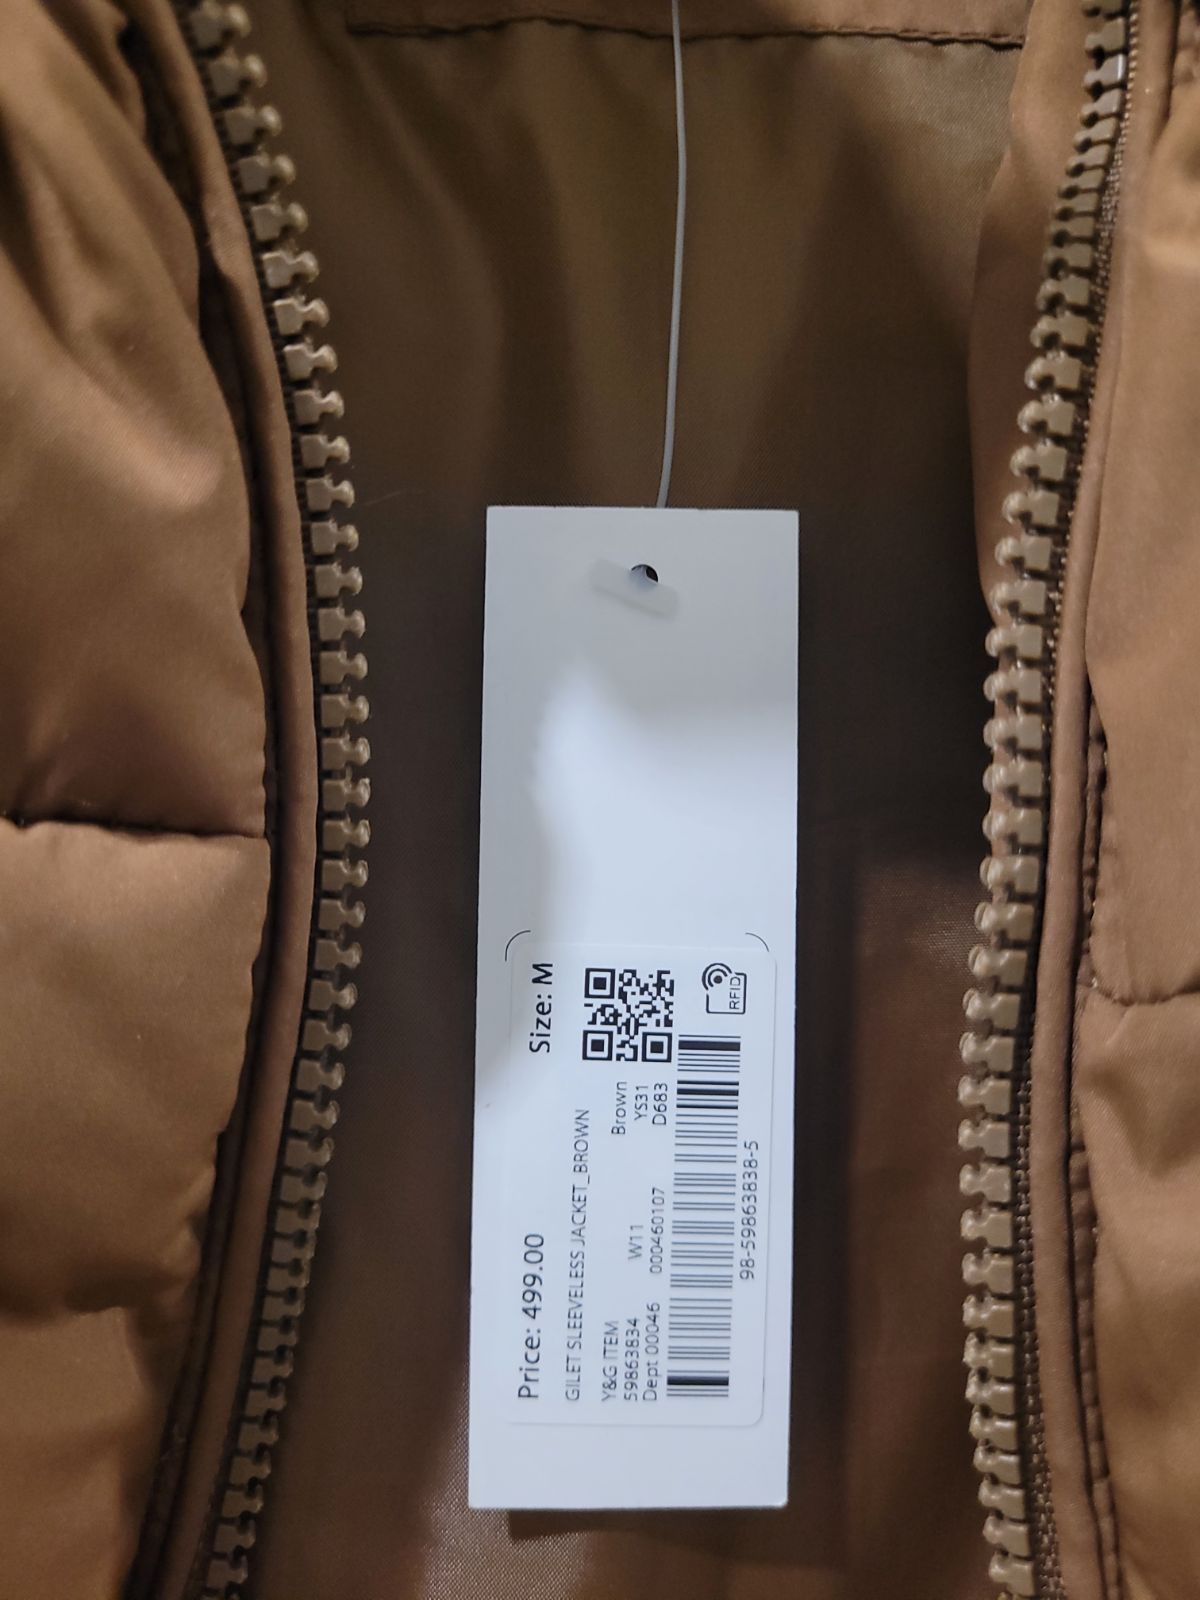 Price: 499.00 Size: M
GILET SLEEVELESS JACKET_BROWN
Y&G ITEM Brown
59863834 W11 YS31
Dept 00046 000460107 D683
98-59863838-5
RFID